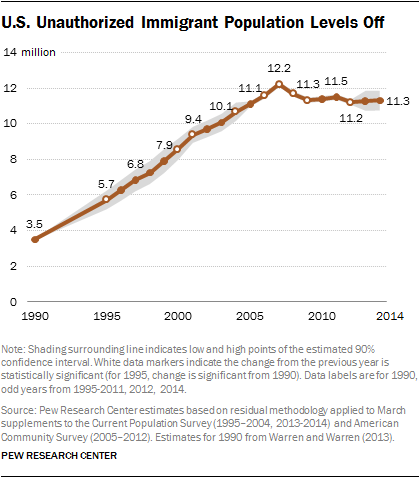 U.S. Unauthorized Immigrant Population Levels Off
14 million
12
10
8
6
4
2
0
3.5
5.7
6.8
7.9
9.4
10.1
11.1
12.2
11.3
11.5
11.2
11.3
1990 1995 2000 2005 2010 2014
Note: Shading surrounding line indicates low and high points of the estimated 90%
confidence interval. White data markers indicate the change from the previous year is
statistically significant (for 1995, change is significant from 1990). Data labels are for 1990,
odd years from 1995-2011, 2012, 2014.
Source: Pew Research Center estimates based on residual methodology applied to March
supplements to the Current Population Survey (1995–2004, 2013-2014) and American
Community Survey (2005–2012). Estimates for 1990 from Warren and Warren (2013).
PEW RESEARCH CENTER